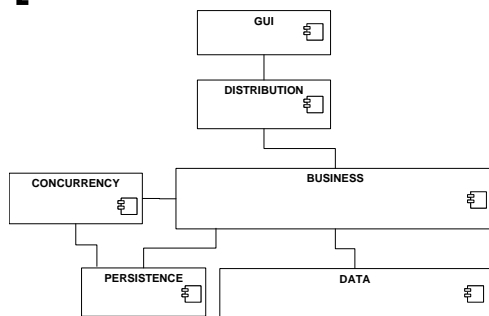 GUI
DISTRIBUTION
BUSINESS
CONCURRENCY
PERSISTENCE
DATA